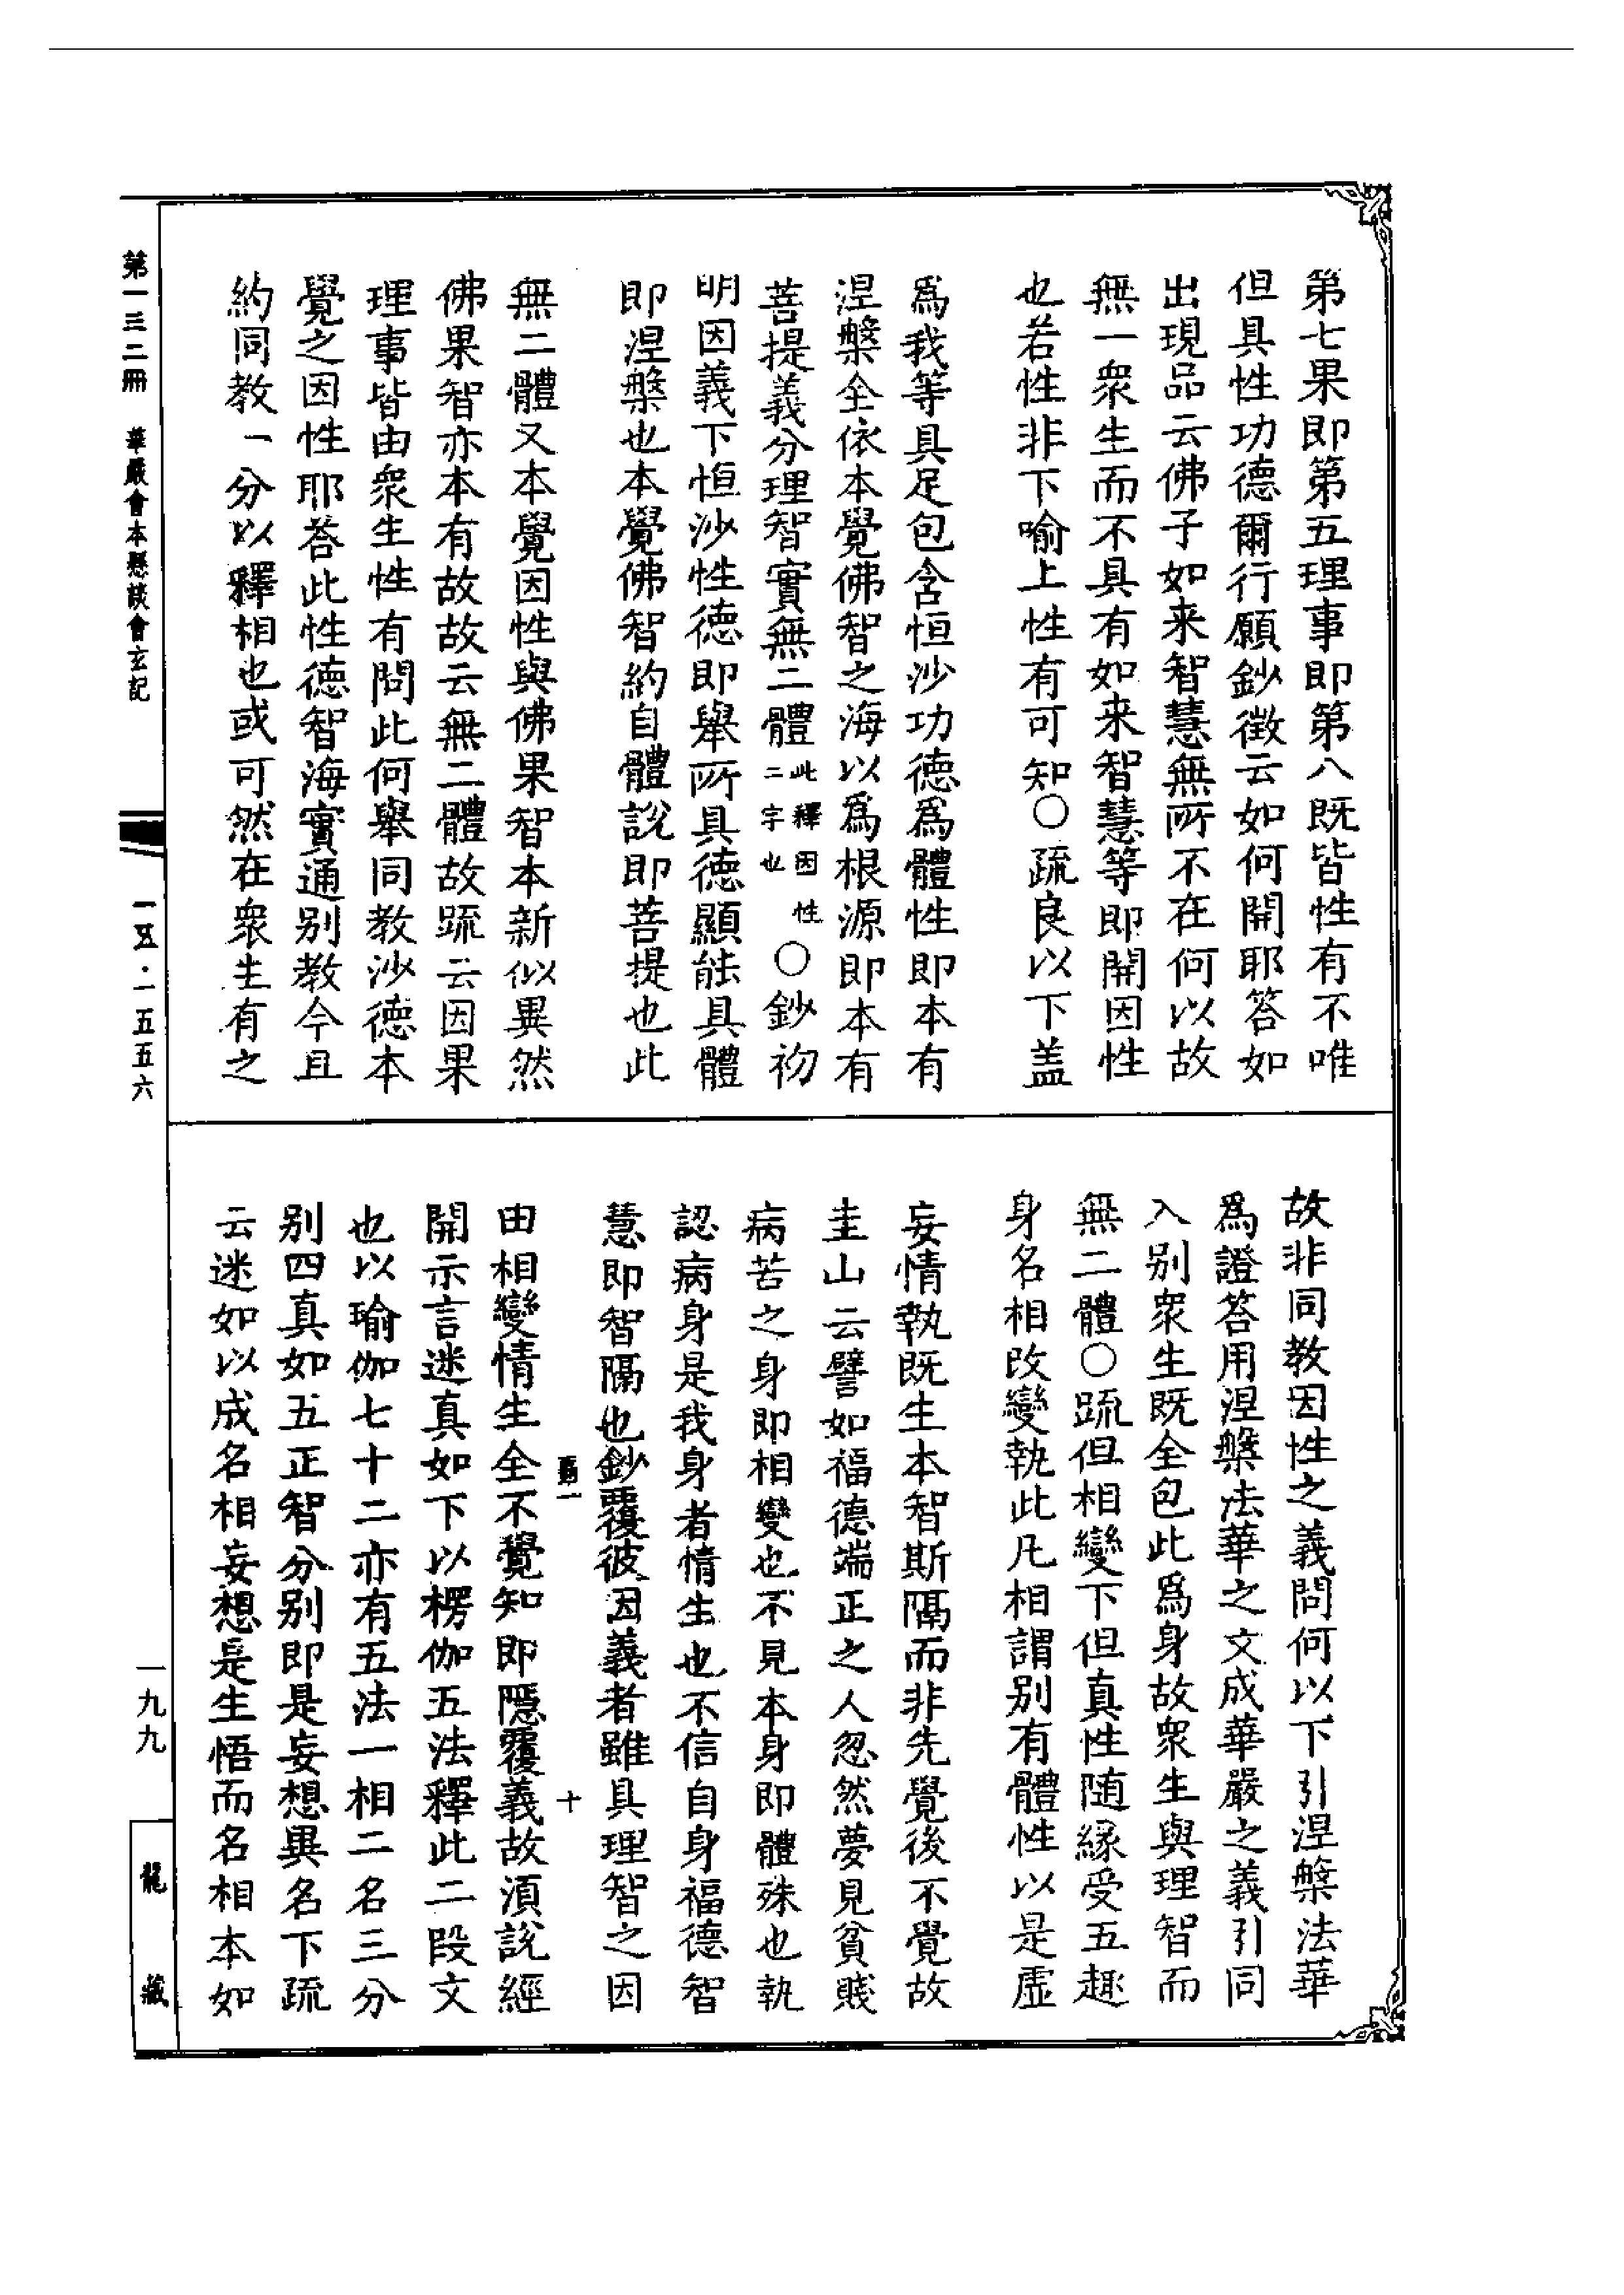 第七果即第五理事即第八既皆性有不唯
但具性功德爾行願鈔徵云如何開耶答如
出現品云佛子如来智慧無所不在何以故
無一衆生而不具有如来智慧等即開因性
也若性非下喻上性有可知○疏良以下盖
爲我等具足包含恒沙功德爲體性即本有
涅槃全依本覺佛智之海以爲根源即本有
菩提義分理智實無二體此釋因性二字也○鈔初
明因義下恒沙性德即舉所具德顯能具體
即涅槃也本覺佛智約自體說即菩提也此
無二體又本覺因性與佛果智本新似異然
佛果智亦本有故故云無二體故疏云因果
理事皆由衆生性有問此何舉同教沙德本
覺之因性耶答此性德智海實通别教今且
約同教一分以釋相也或可然在衆生有之
故非同教因性之義問何以下引涅槃法華
爲證答用涅槃法華之文成華嚴之義引同
入别衆生既全包此爲身故衆生與理智而
無二體○疏但相變下但真性随緣受五趣
身名相改變執此凡相謂别有體性以是虛
妄情執既生本智斯隔而非先覺後不覺故
圭山云譬如福德端正之人忽然夢見貧賤
病苦之身即相變也不見本身即體殊也執
認病身是我身者情生也不信自身福德智
慧即智隔也鈔覆彼因義者雖具理智之因
由相變情生全不覺知即隱覆義故湏說經
開示言迷真如下以楞伽五法釋此二段文
也以瑜伽七十二亦有五法一相二名三分
别四真如五正智分别即是妄想異名下疏
云迷如以成名相妄想是生悟而名相本如
十
第一三二冊
華嚴會本懸談會玄記
一五五·一五五六
一九九
龍藏